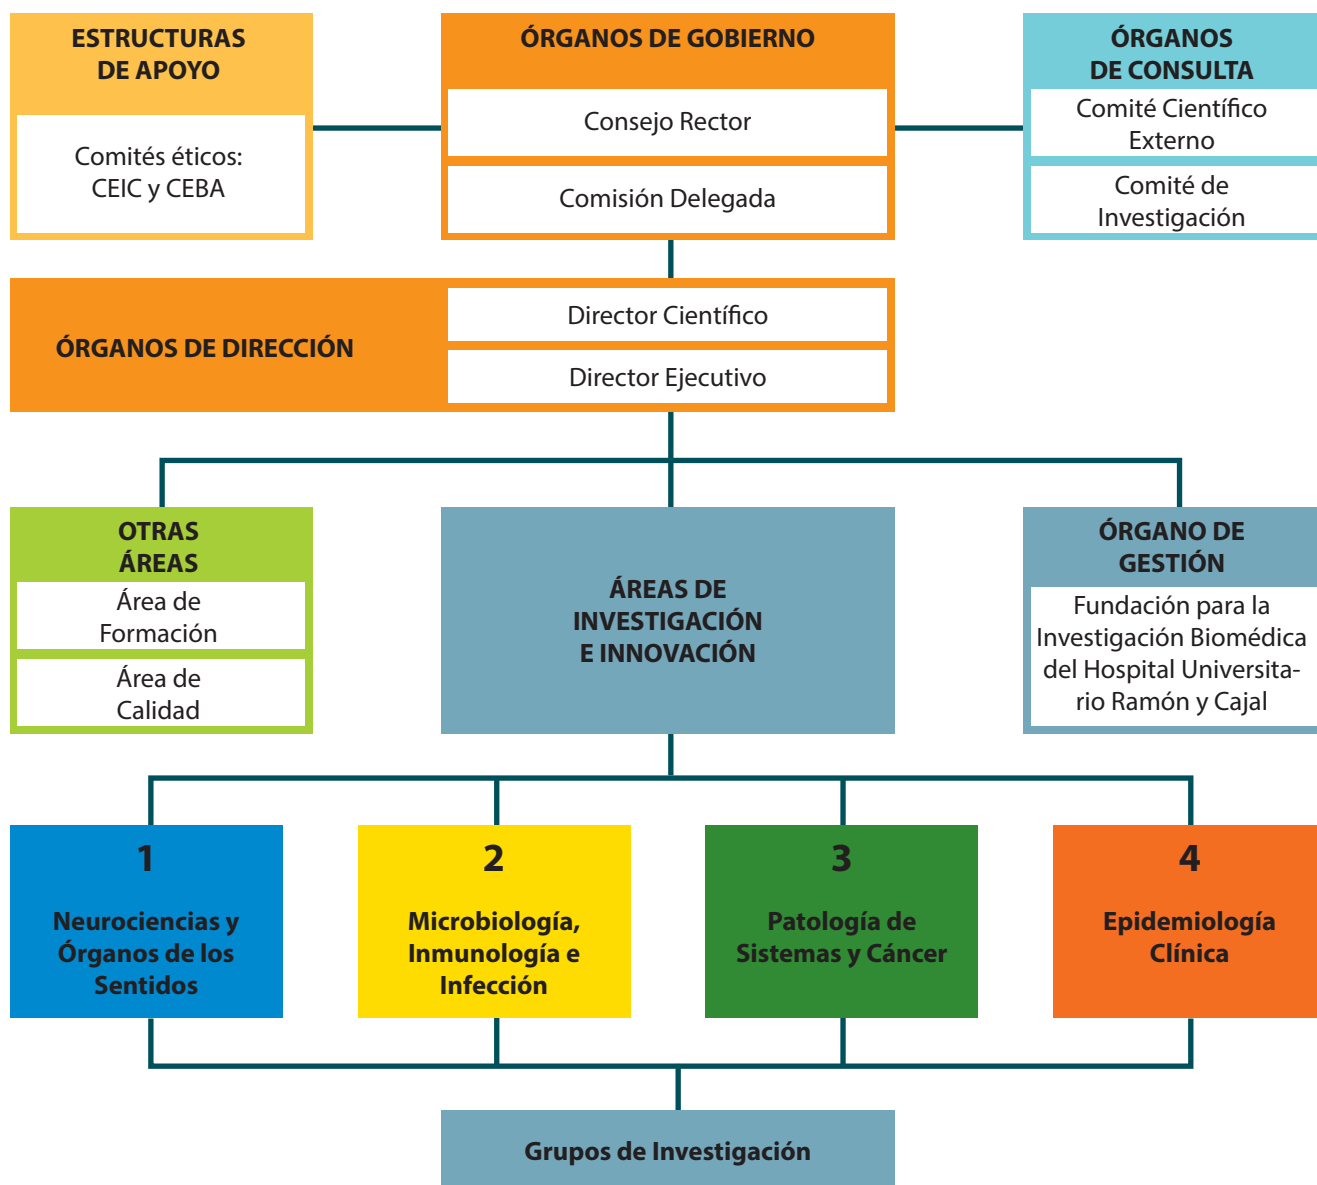 ESTRUCTURAS
DE APOYO
Comités éticos:
CEIC y CEBA
ÓRGANOS DE GOBIERNO
Consejo Rector
Comisión Delegada
ÓRGANOS
DE CONSULTA
Comité Científico
Externo
Comité de
Investigación
ÓRGANOS DE DIRECCIÓN
Director Científico
Director Ejecutivo
OTRAS
ÁREAS
Área de
Formación
Área de
Calidad
ÁREAS DE
INVESTIGACIÓN
E INNOVACIÓN
ÓRGANO DE
GESTIÓN
Fundación para la
Investigación Biomédica
del Hospital Universita-
rio Ramón y Cajal
1
Neurociencias y
Órganos de los
Sentidos
2
Microbiología,
Inmunología e
Infección
3
Patología de
Sistemas y Cáncer
4
Epidemiología
Clínica
Grupos de Investigación